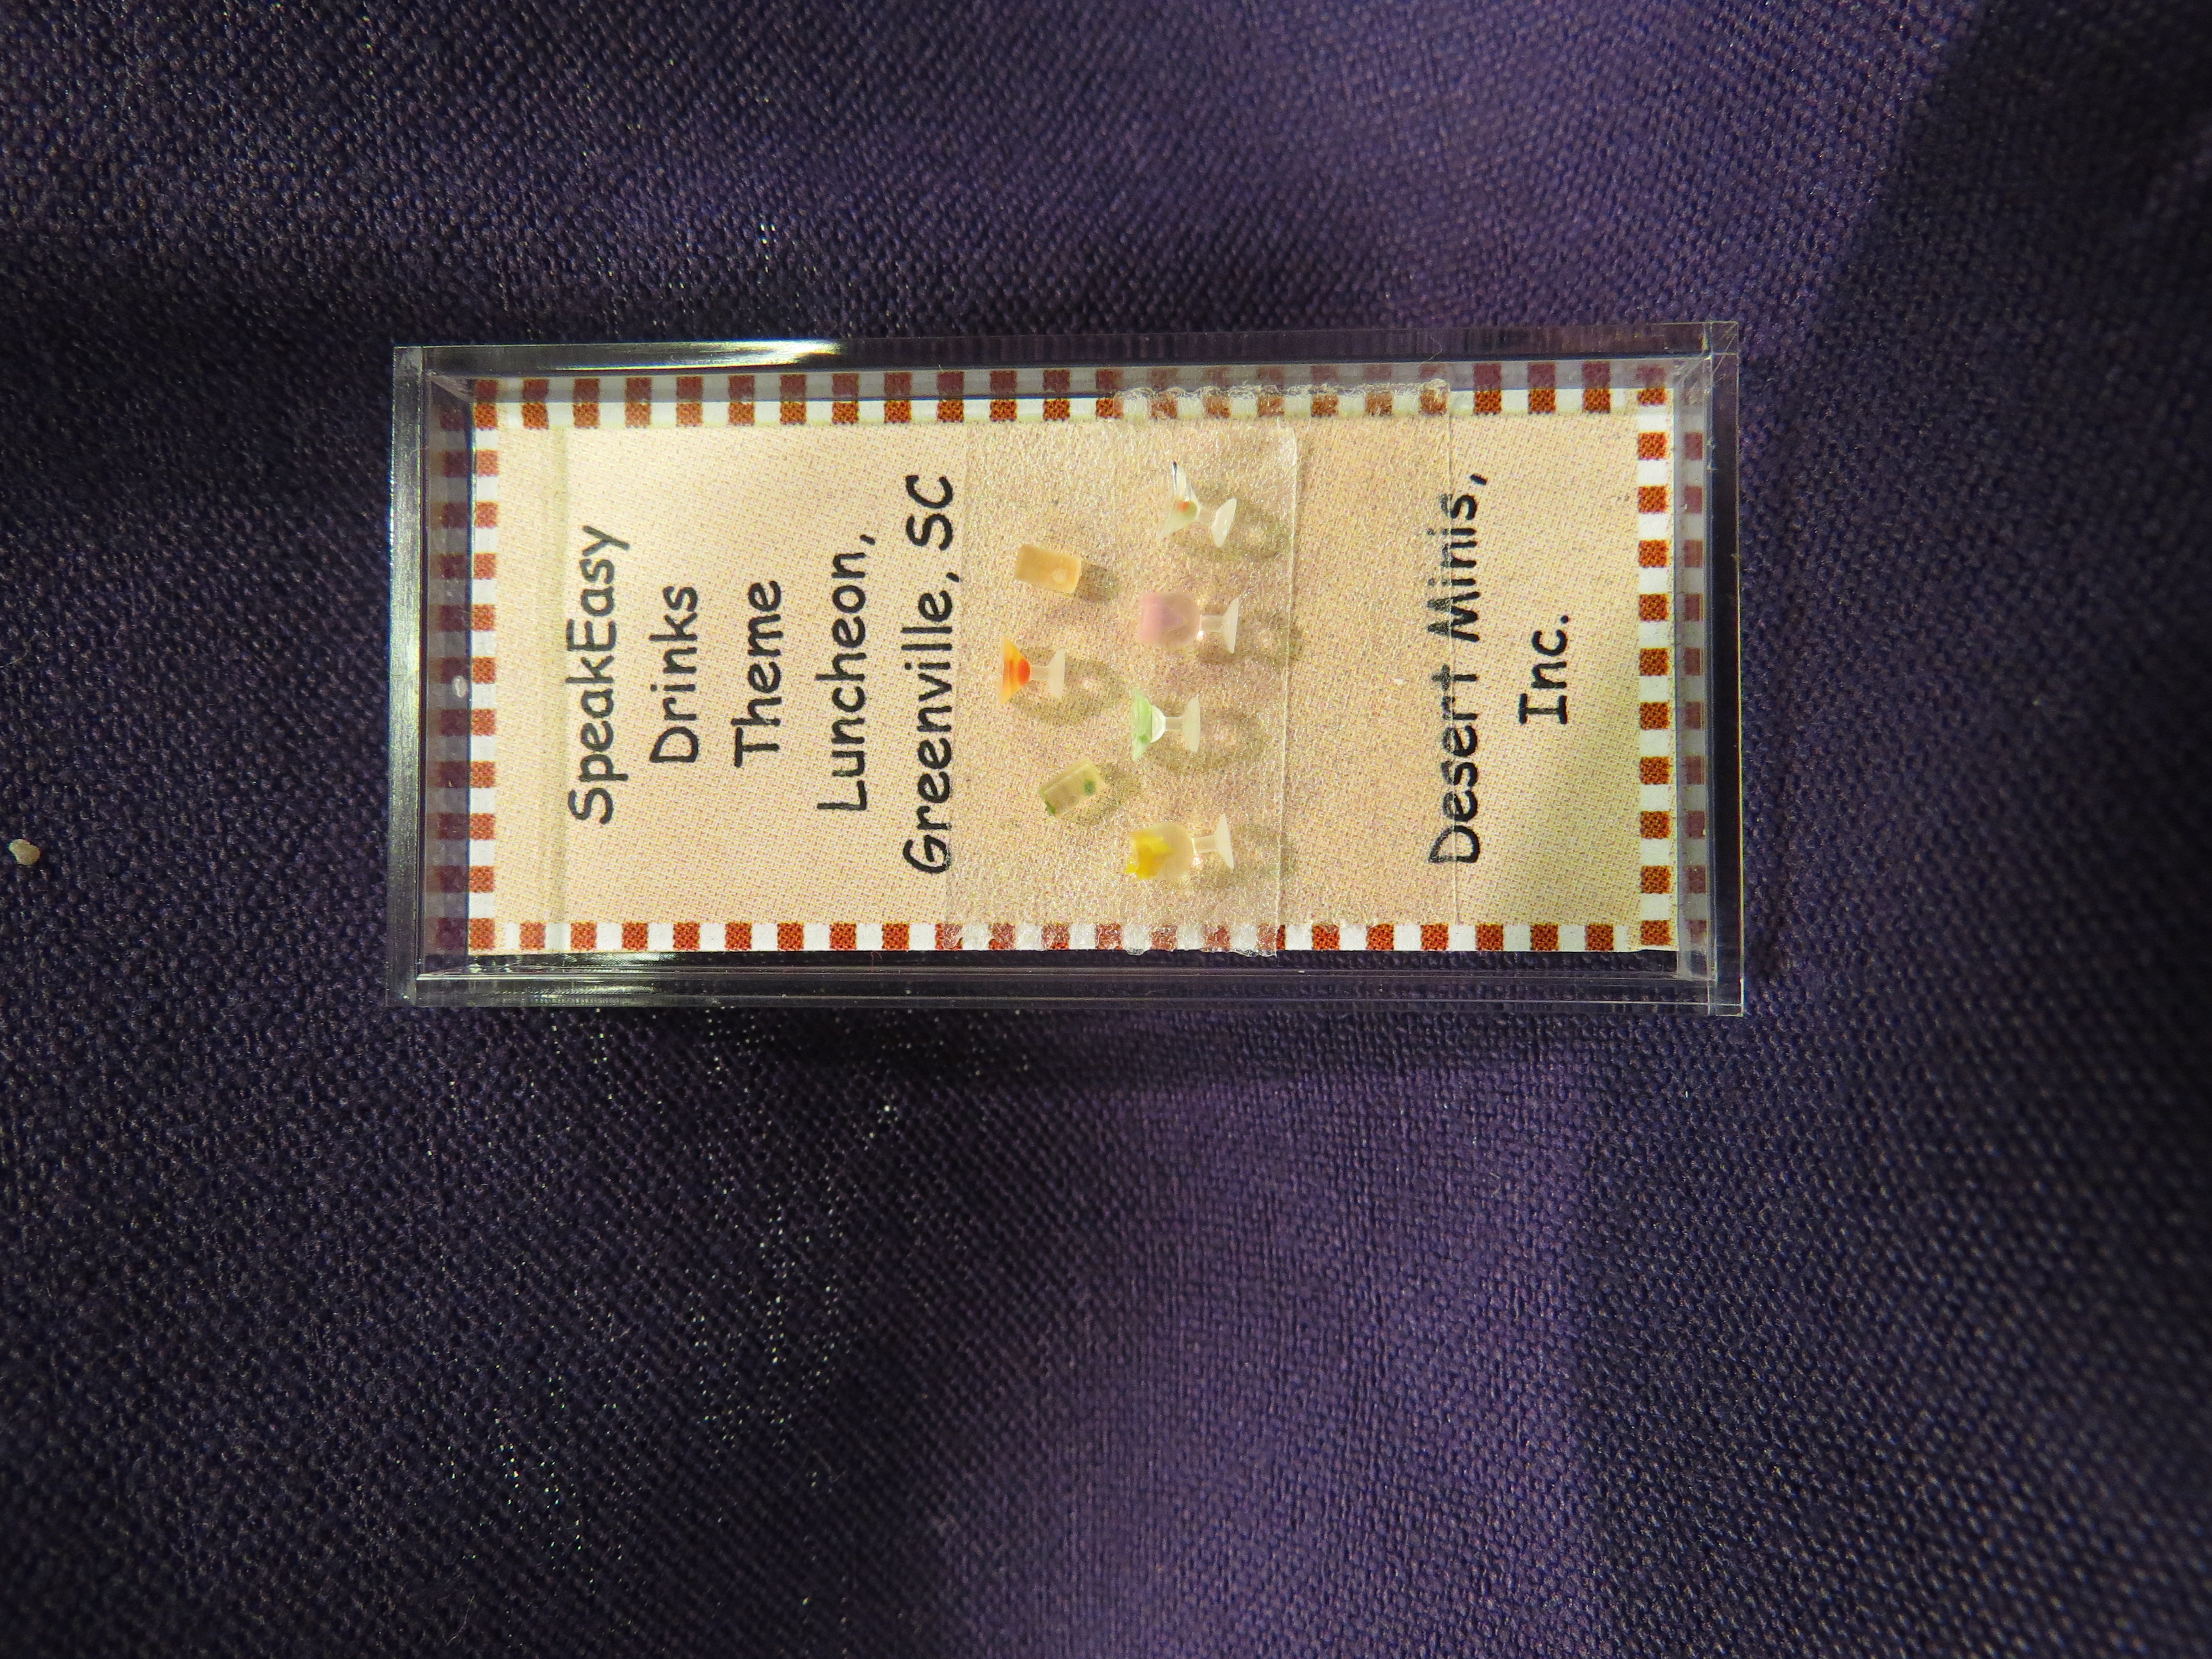 SpeakEasy
Drinks
Theme
Luncheon,
Greenville, SC
Desert Minis,
Inc.